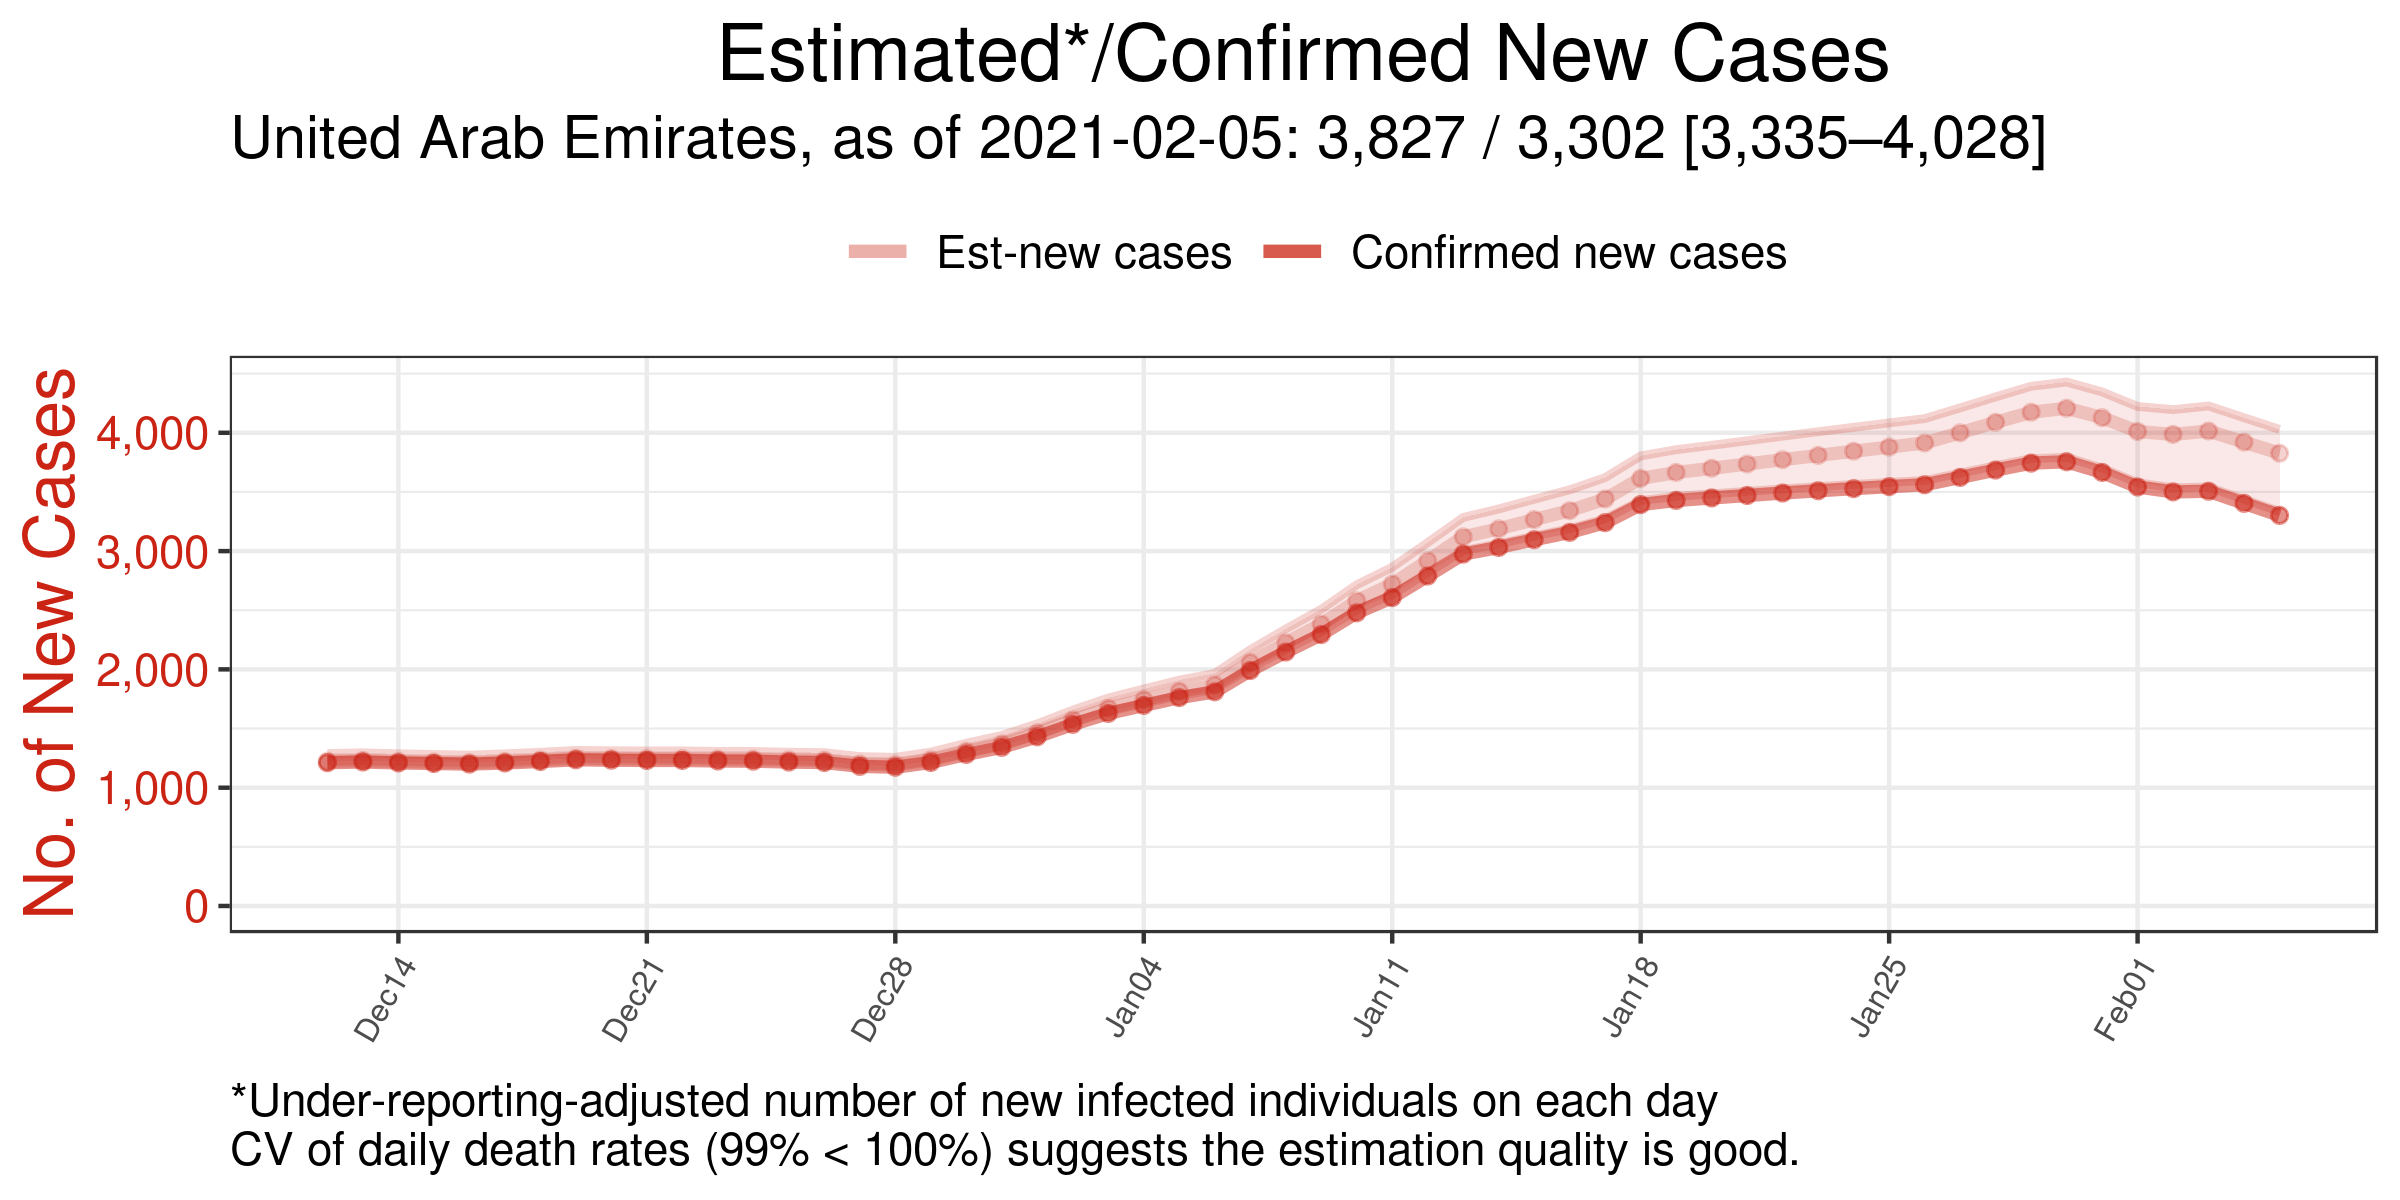 Estimated*/Confirmed New Cases
United Arab Emirates, as of 2021-02-05: 3,827 / 3,302 [3,335–4,028]
Est-new cases Confirmed new cases
No. of New Cases
4,000
3,000
2,000
1,000
0
Dec14 Dec21 Dec28 Jan04 Jan11 Jan18 Jan25 Feb01
*Under-reporting-adjusted number of new infected individuals on each day
CV of daily death rates (99% < 100%) suggests the estimation quality is good.